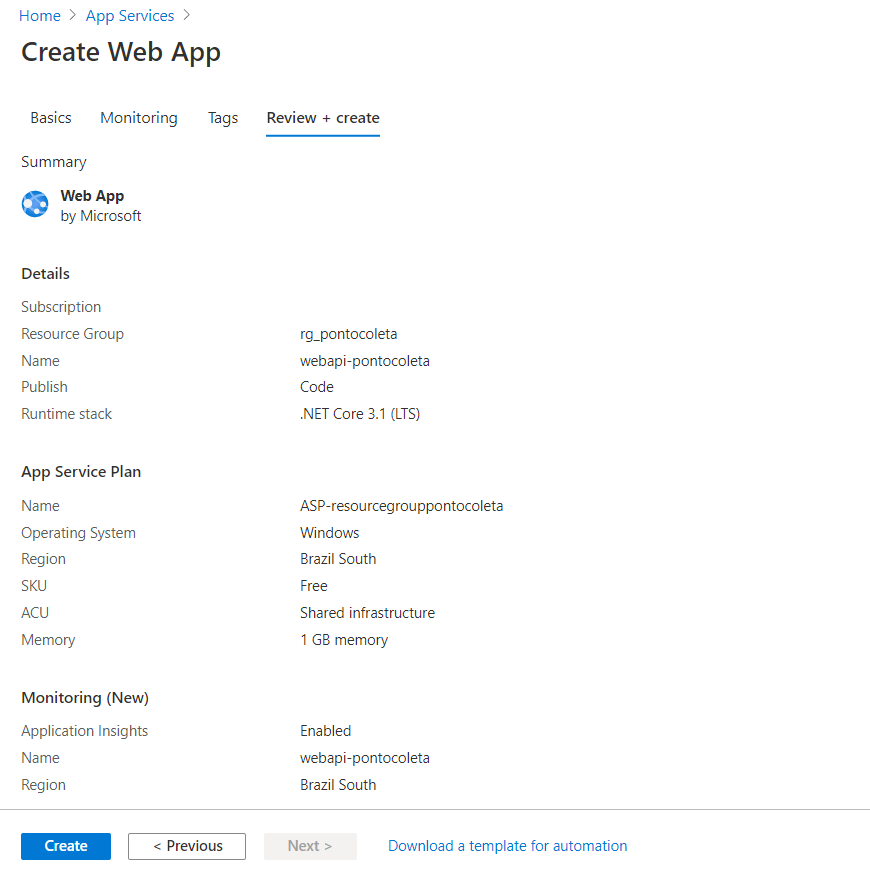 Home > App Services >
Create Web App
Basics Monitoring Tags Review + create
Summary
Web App
by Microsoft
Details
Subscription
Resource Group rg_pontocoleta
Name webapi-pontocoleta
Publish Code
Runtime stack .NET Core 3.1 (LTS)
App Service Plan
Name ASP-resourcegrouppontocoleta
Operating System Windows
Region Brazil South
SKU Free
ACU Shared infrastructure
Memory 1 GB memory
Monitoring (New)
Application Insights Enabled
Name webapi-pontocoleta
Region Brazil South
Create < Previous Next > Download a template for automation